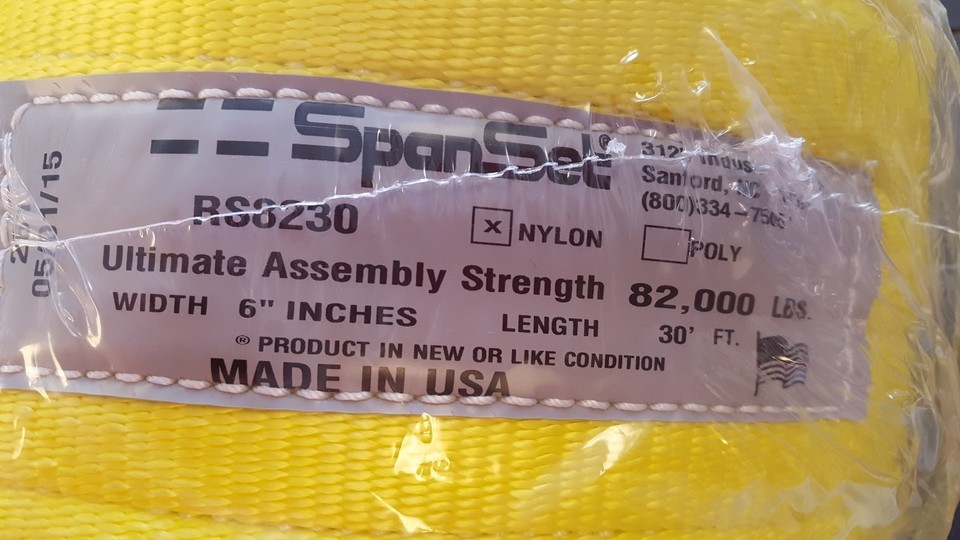 SpanSet®
Sanford, NC
(800)334-
RS8230
X NYLON
POLY
Ultimate Assembly Strength 82,000 LBS.
WIDTH 6" INCHES LENGTH 30' FT.
® PRODUCT IN NEW OR LIKE CONDITION
MADE IN USA